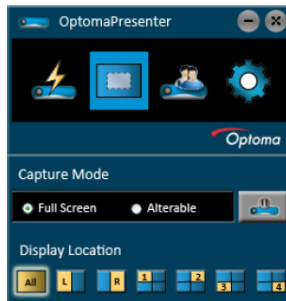 OptomaPresenter
Optoma
Capture Mode
Full Screen Alterable
Display Location
All L R 1 2 3 4